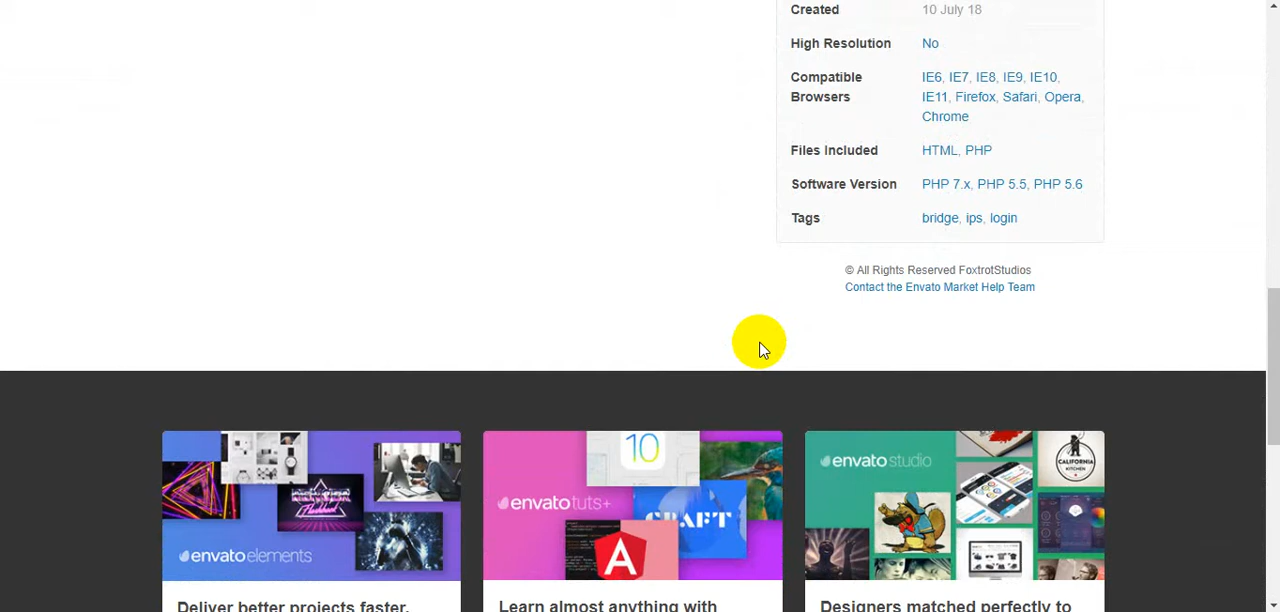 Created 10 July 18
High Resolution No
Compatible Browsers IE6, IE7, IE8, IE9, IE10,
IE11, Firefox, Safari, Opera,
Chrome
Files Included HTML, PHP
Software Version PHP 7.x, PHP 5.5, PHP 5.6
Tags bridge, ips, login
© All Rights Reserved FoxtrotStudios
Contact the Envato Market Help Team
envato elements
10
envatotuts+
CRAFT
A
envato studio
CALIFORNIA
KITCHEN
Deliver better projects faster.
Learn almost anything with
Designers matched perfectly to